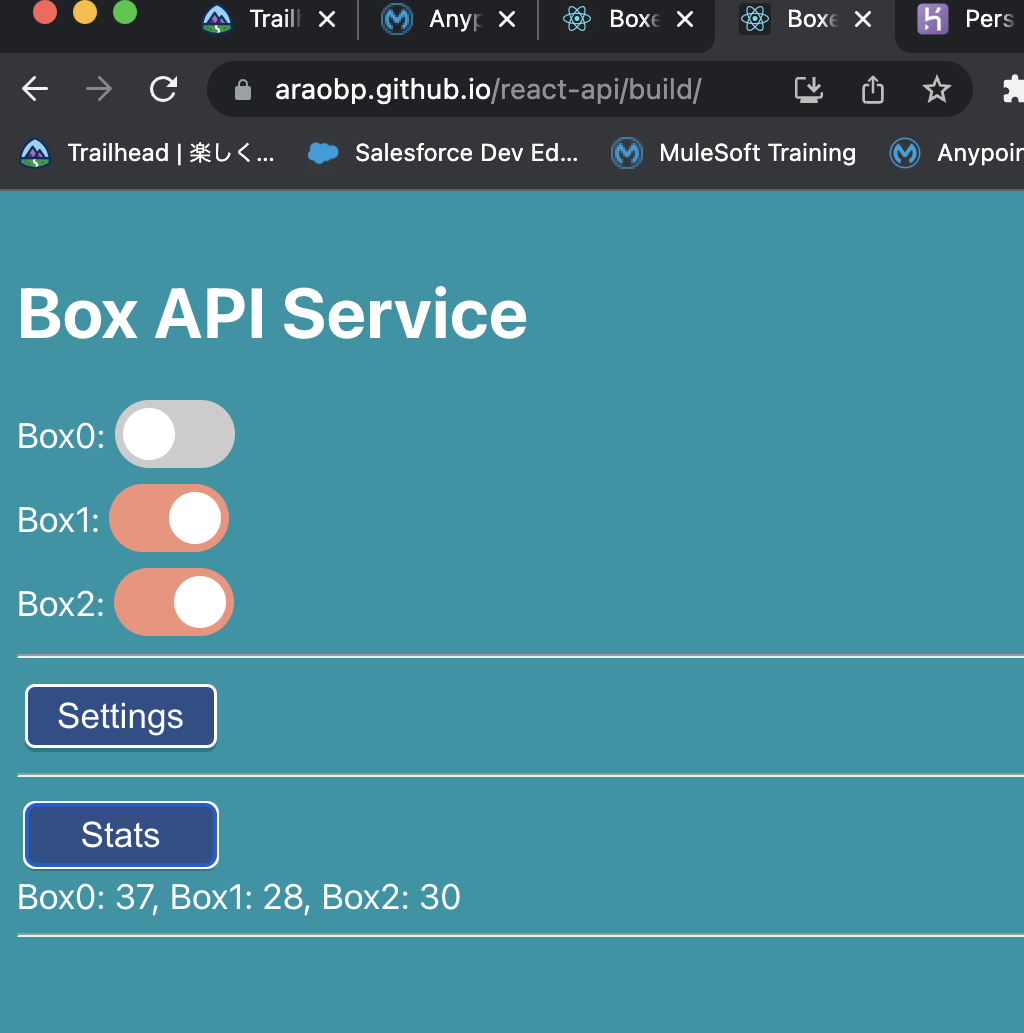 Trail Anyp Boxe Boxe Pers
araobp.github.io/react-api/build/
Trailhead | 楽しく... Salesforce Dev Ed... MuleSoft Training Anypoin
Box API Service
Box0:
Box1:
Box2:
Settings
Stats
Box0: 37, Box1: 28, Box2: 30